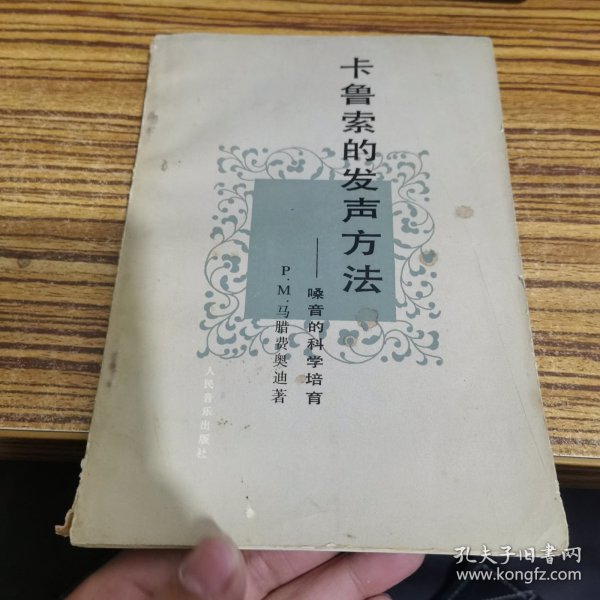 卡鲁索的发声方法
——嗓音的科学培育
P.M.马腊费奥迪著
人民音乐出版社
孔夫子旧书网
www.kongfz.com